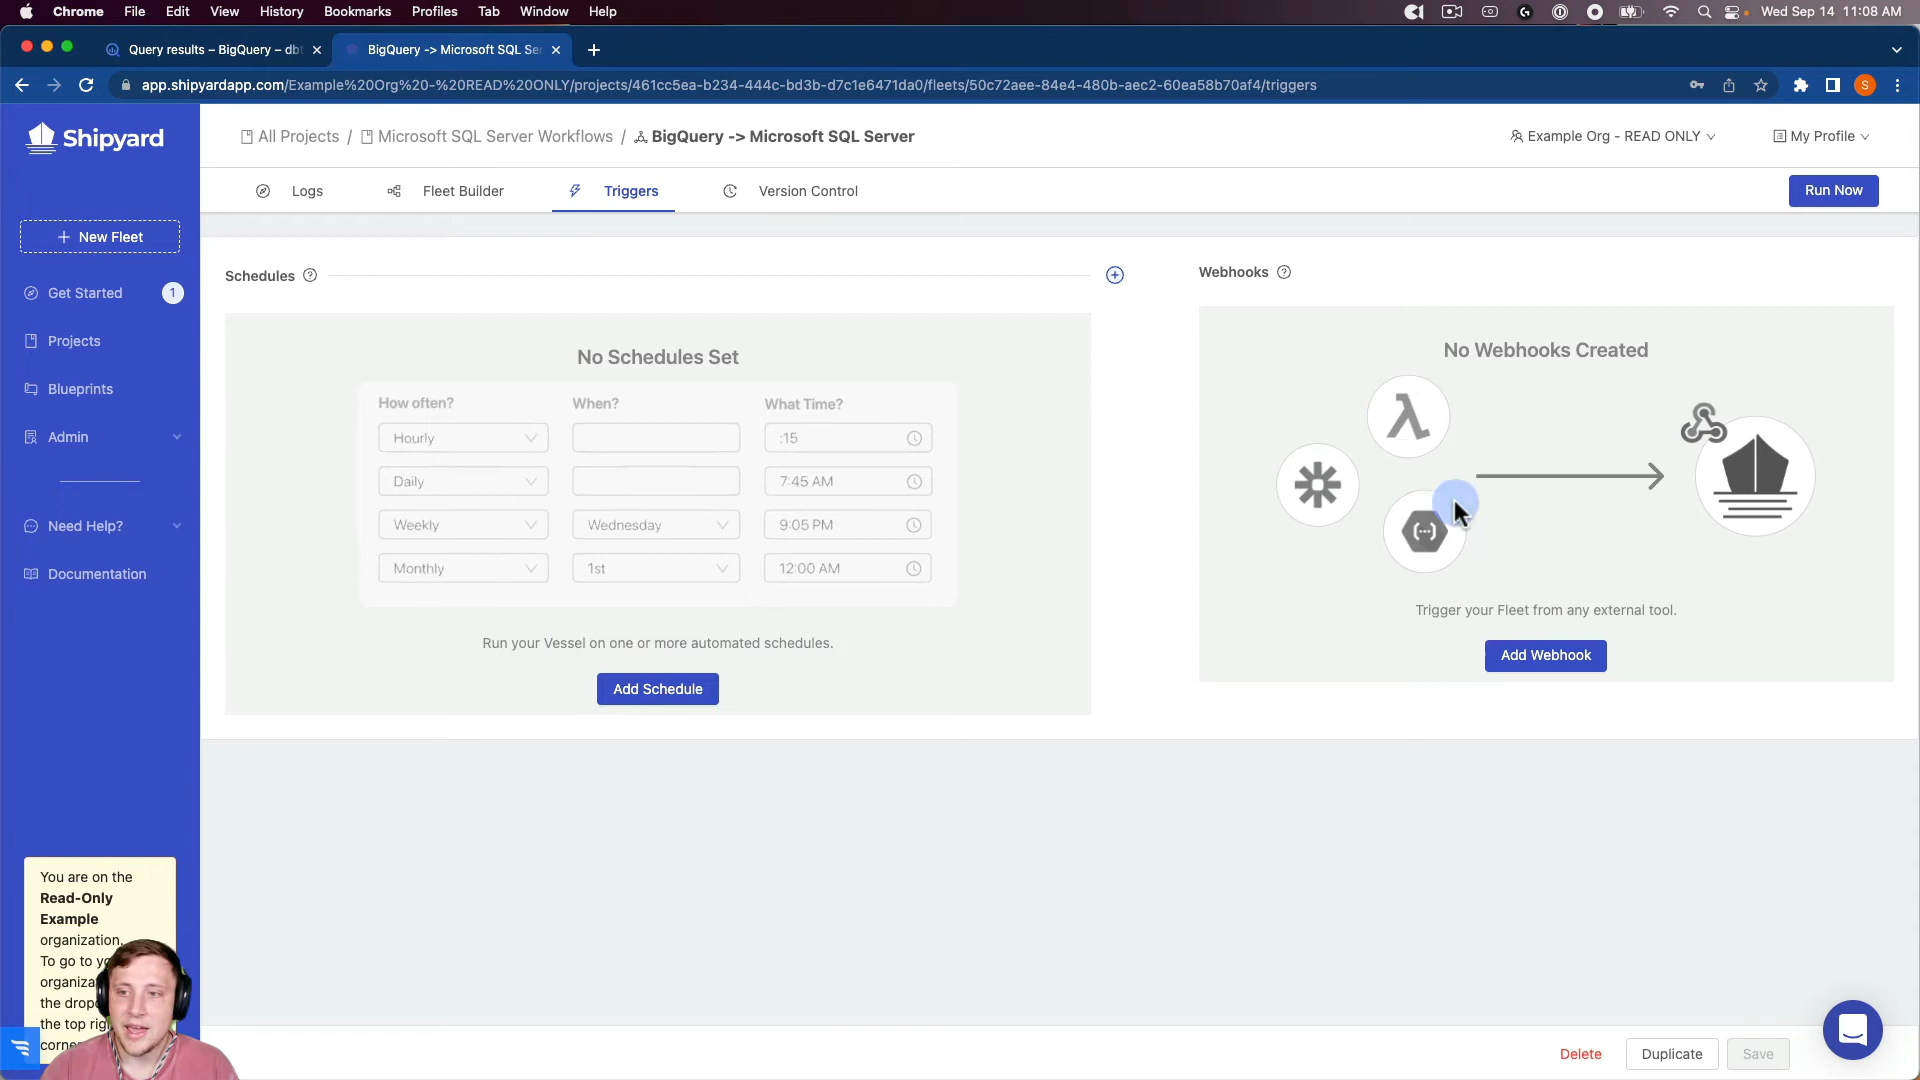 Chrome File Edit View History Bookmarks Profiles Tab Window Help Wed Sep 14 11:08 AM
Query results – BigQuery – dbt BigQuery -> Microsoft SQL Se
app.shipyardapp.com/Example%20Org%20-%20READ%20ONLY/projects/461cc5ea-b234-444c-bd3b-d7c1e6471da0/fleets/50c72aee-84e4-480b-aec2-60ea58b70af4/triggers S
Shipyard
All Projects / Microsoft SQL Server Workflows / BigQuery -> Microsoft SQL Server
Example Org - READ ONLY My Profile
Logs Fleet Builder Triggers Version Control Run Now
+ New Fleet
Get Started 1
Projects
Blueprints
Admin
Need Help?
Documentation
Schedules ?
No Schedules Set
How often? When? What Time?
Hourly :15
Daily 7:45 AM
Weekly Wednesday 9:05 PM
Monthly 1st 12:00 AM
Run your Vessel on one or more automated schedules.
Add Schedule
Webhooks ?
No Webhooks Created
Trigger your Fleet from any external tool.
Add Webhook
You are on the
Read-Only
Example
organization.
To go to
the
the top
Delete Duplicate Save